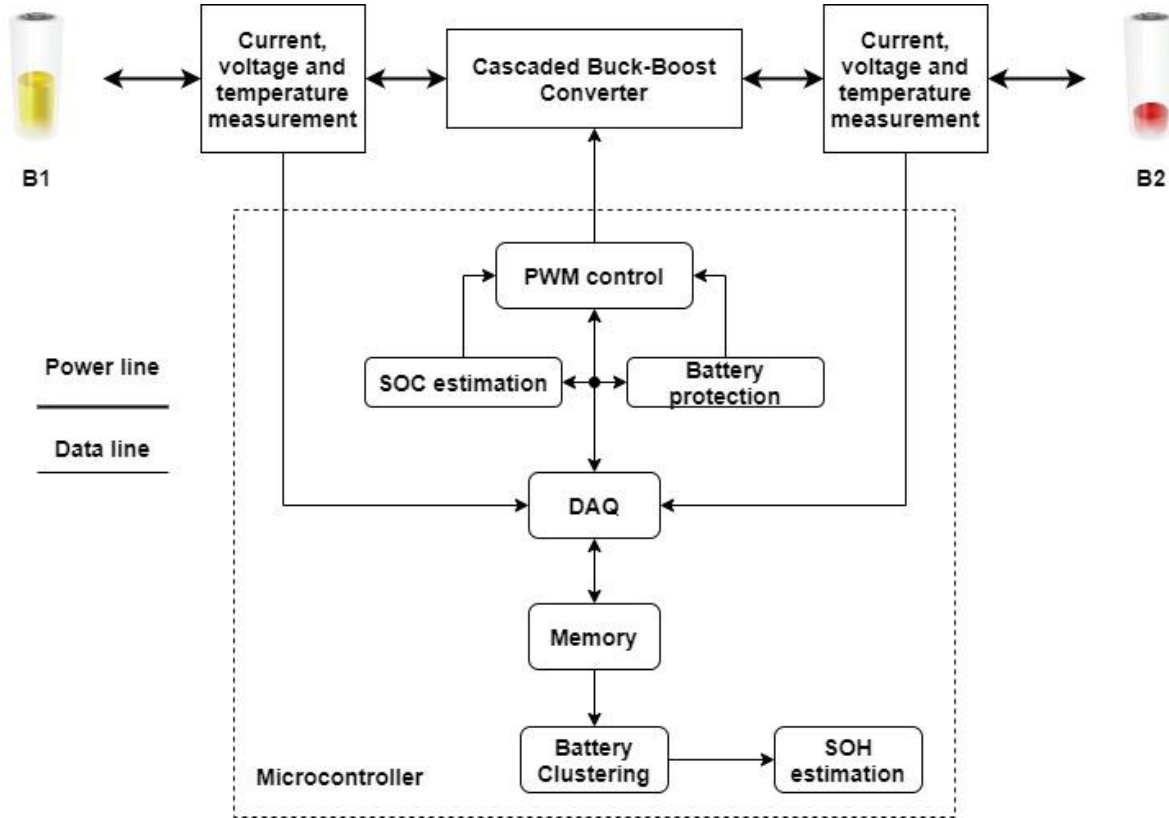 Current,
voltage and
temperature
measurement
Cascaded Buck-Boost
Converter
Current,
voltage and
temperature
measurement
B1
B2
PWM control
SOC estimation
Battery
protection
Power line
Data line
DAQ
Memory
Battery
Clustering
SOH
estimation
Microcontroller